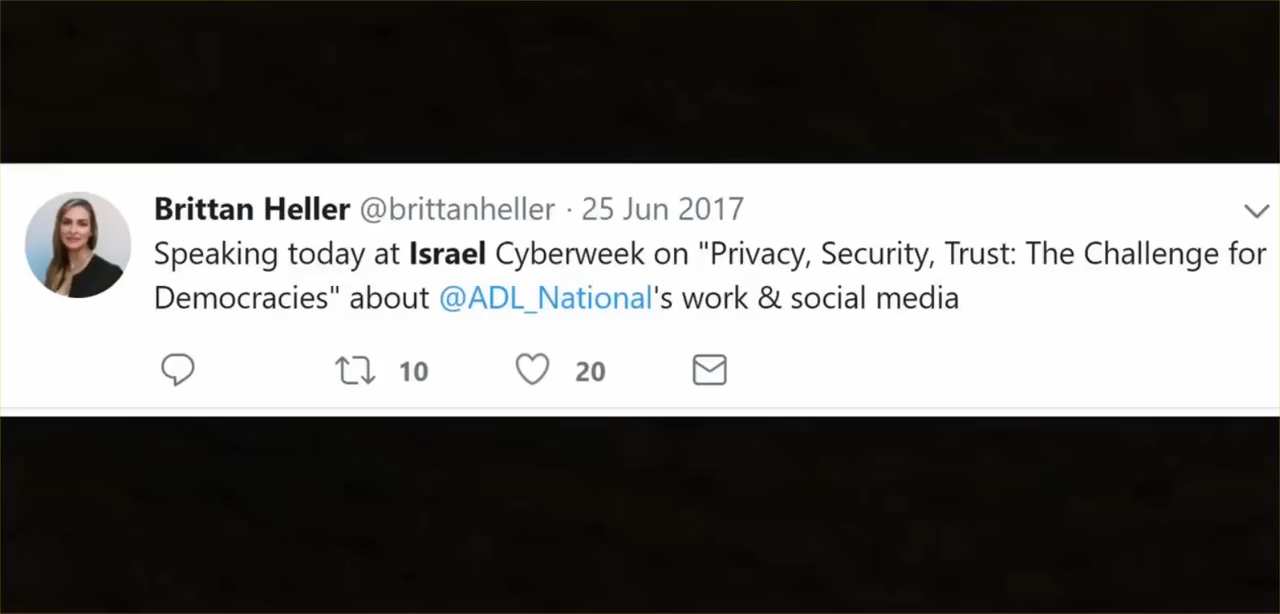 Brittan Heller @brittanheller · 25 Jun 2017
Speaking today at Israel Cyberweek on "Privacy, Security, Trust: The Challenge for
Democracies" about @ADL_National's work & social media
10 20